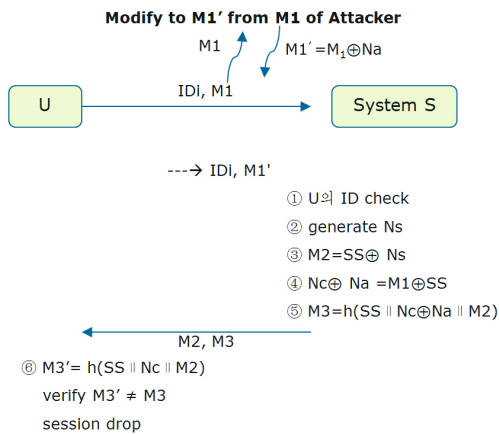 Modify to M1′ from M1 of Attacker
M1
M1′=M₁⊕Na
IDi, M1
U
System S
---→ IDi, M1'
① U의 ID check
② generate Ns
③ M2=SS⊕ Ns
④ Nc⊕ Na =M1⊕SS
⑤ M3=h(SS ∥ Nc⊕Na ∥ M2)
M2, M3
⑥ M3′= h(SS ∥ Nc ∥ M2)
verify M3′ ≠ M3
session drop